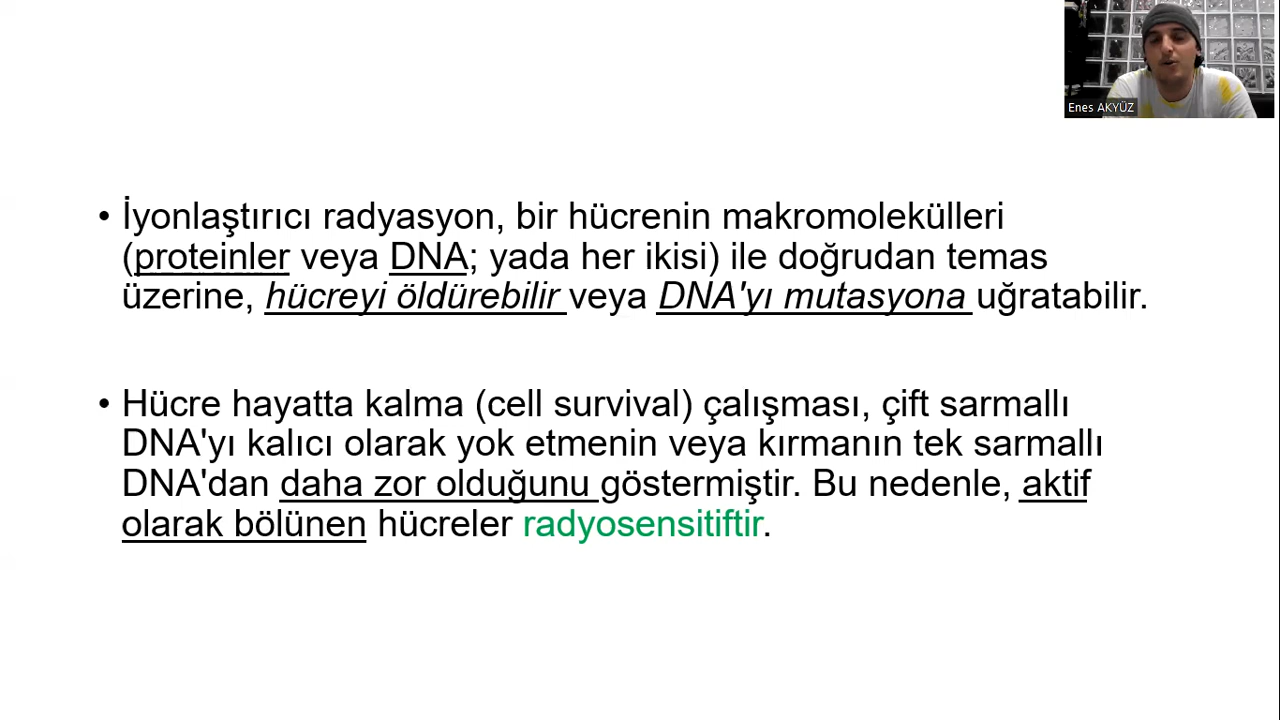 Enes AKYÜZ
• İyonlaştırıcı radyasyon, bir hücrenin makromolekülleri
(proteinler veya DNA; yada her ikisi) ile doğrudan temas
üzerine, hücreyi öldürebilir veya DNA'yı mutasyona uğratabilir.
• Hücre hayatta kalma (cell survival) çalışması, çift sarmallı
DNA'yı kalıcı olarak yok etmenin veya kırmanın tek sarmallı
DNA'dan daha zor olduğunu göstermiştir. Bu nedenle, aktif
olarak bölünen hücreler radyosensitiftir.